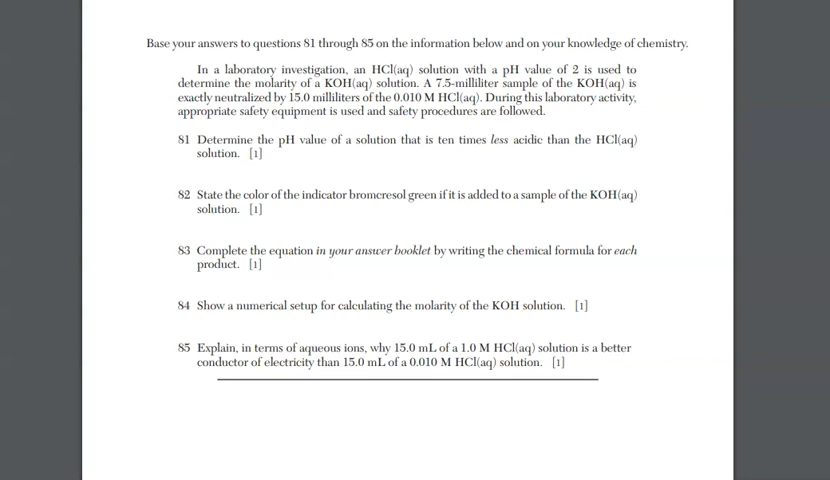 Base your answers to questions 81 through 85 on the information below and on your knowledge of chemistry.
In a laboratory investigation, an HCl(aq) solution with a pH value of 2 is used to
determine the molarity of a KOH(aq) solution. A 7.5-milliliter sample of the KOH(aq) is
exactly neutralized by 15.0 milliliters of the 0.010 M HCl(aq). During this laboratory activity,
appropriate safety equipment is used and safety procedures are followed.
81 Determine the pH value of a solution that is ten times less acidic than the HCl(aq)
solution. [1]
82 State the color of the indicator bromcresol green if it is added to a sample of the KOH(aq)
solution. [1]
83 Complete the equation in your answer booklet by writing the chemical formula for each
product. [1]
84 Show a numerical setup for calculating the molarity of the KOH solution. [1]
85 Explain, in terms of aqueous ions, why 15.0 mL of a 1.0 M HCl(aq) solution is a better
conductor of electricity than 15.0 mL of a 0.010 M HCl(aq) solution. [1]